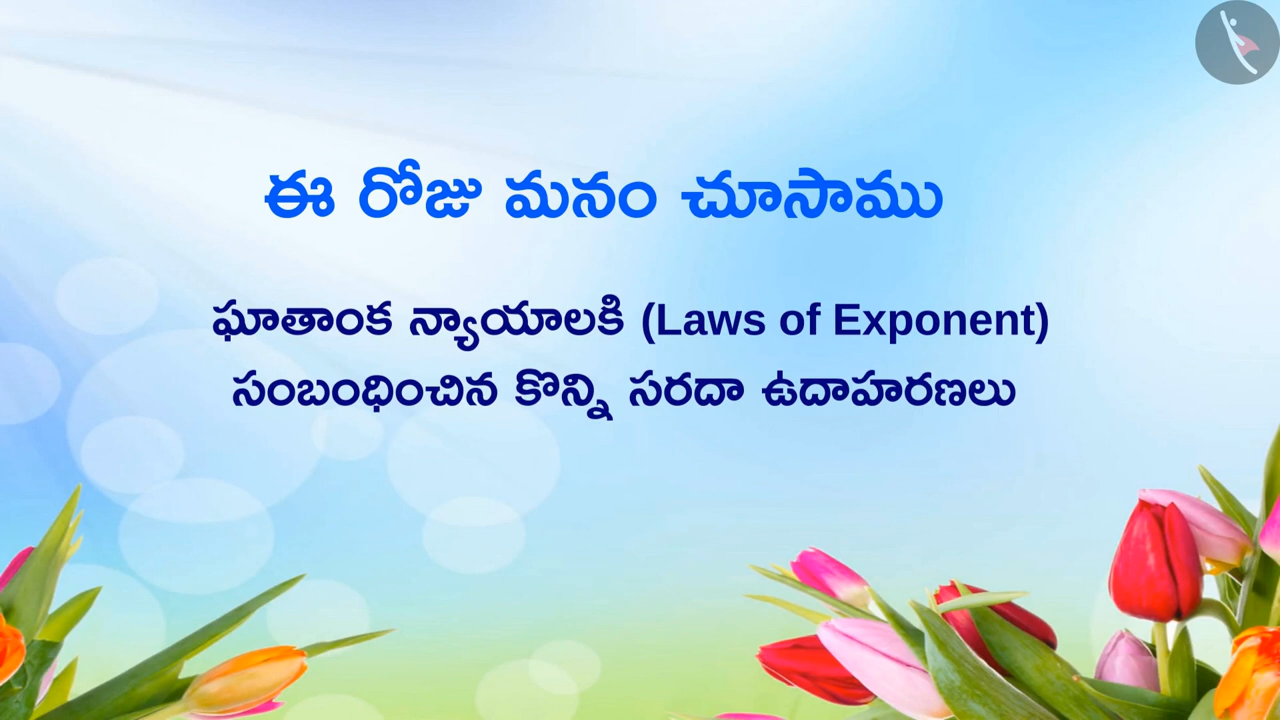 ఈ రోజు మనం చూసాము
ఘాతాంక న్యాయాలకి (Laws of Exponent)
సంబంధించిన కొన్ని సరదా ఉదాహరణలు